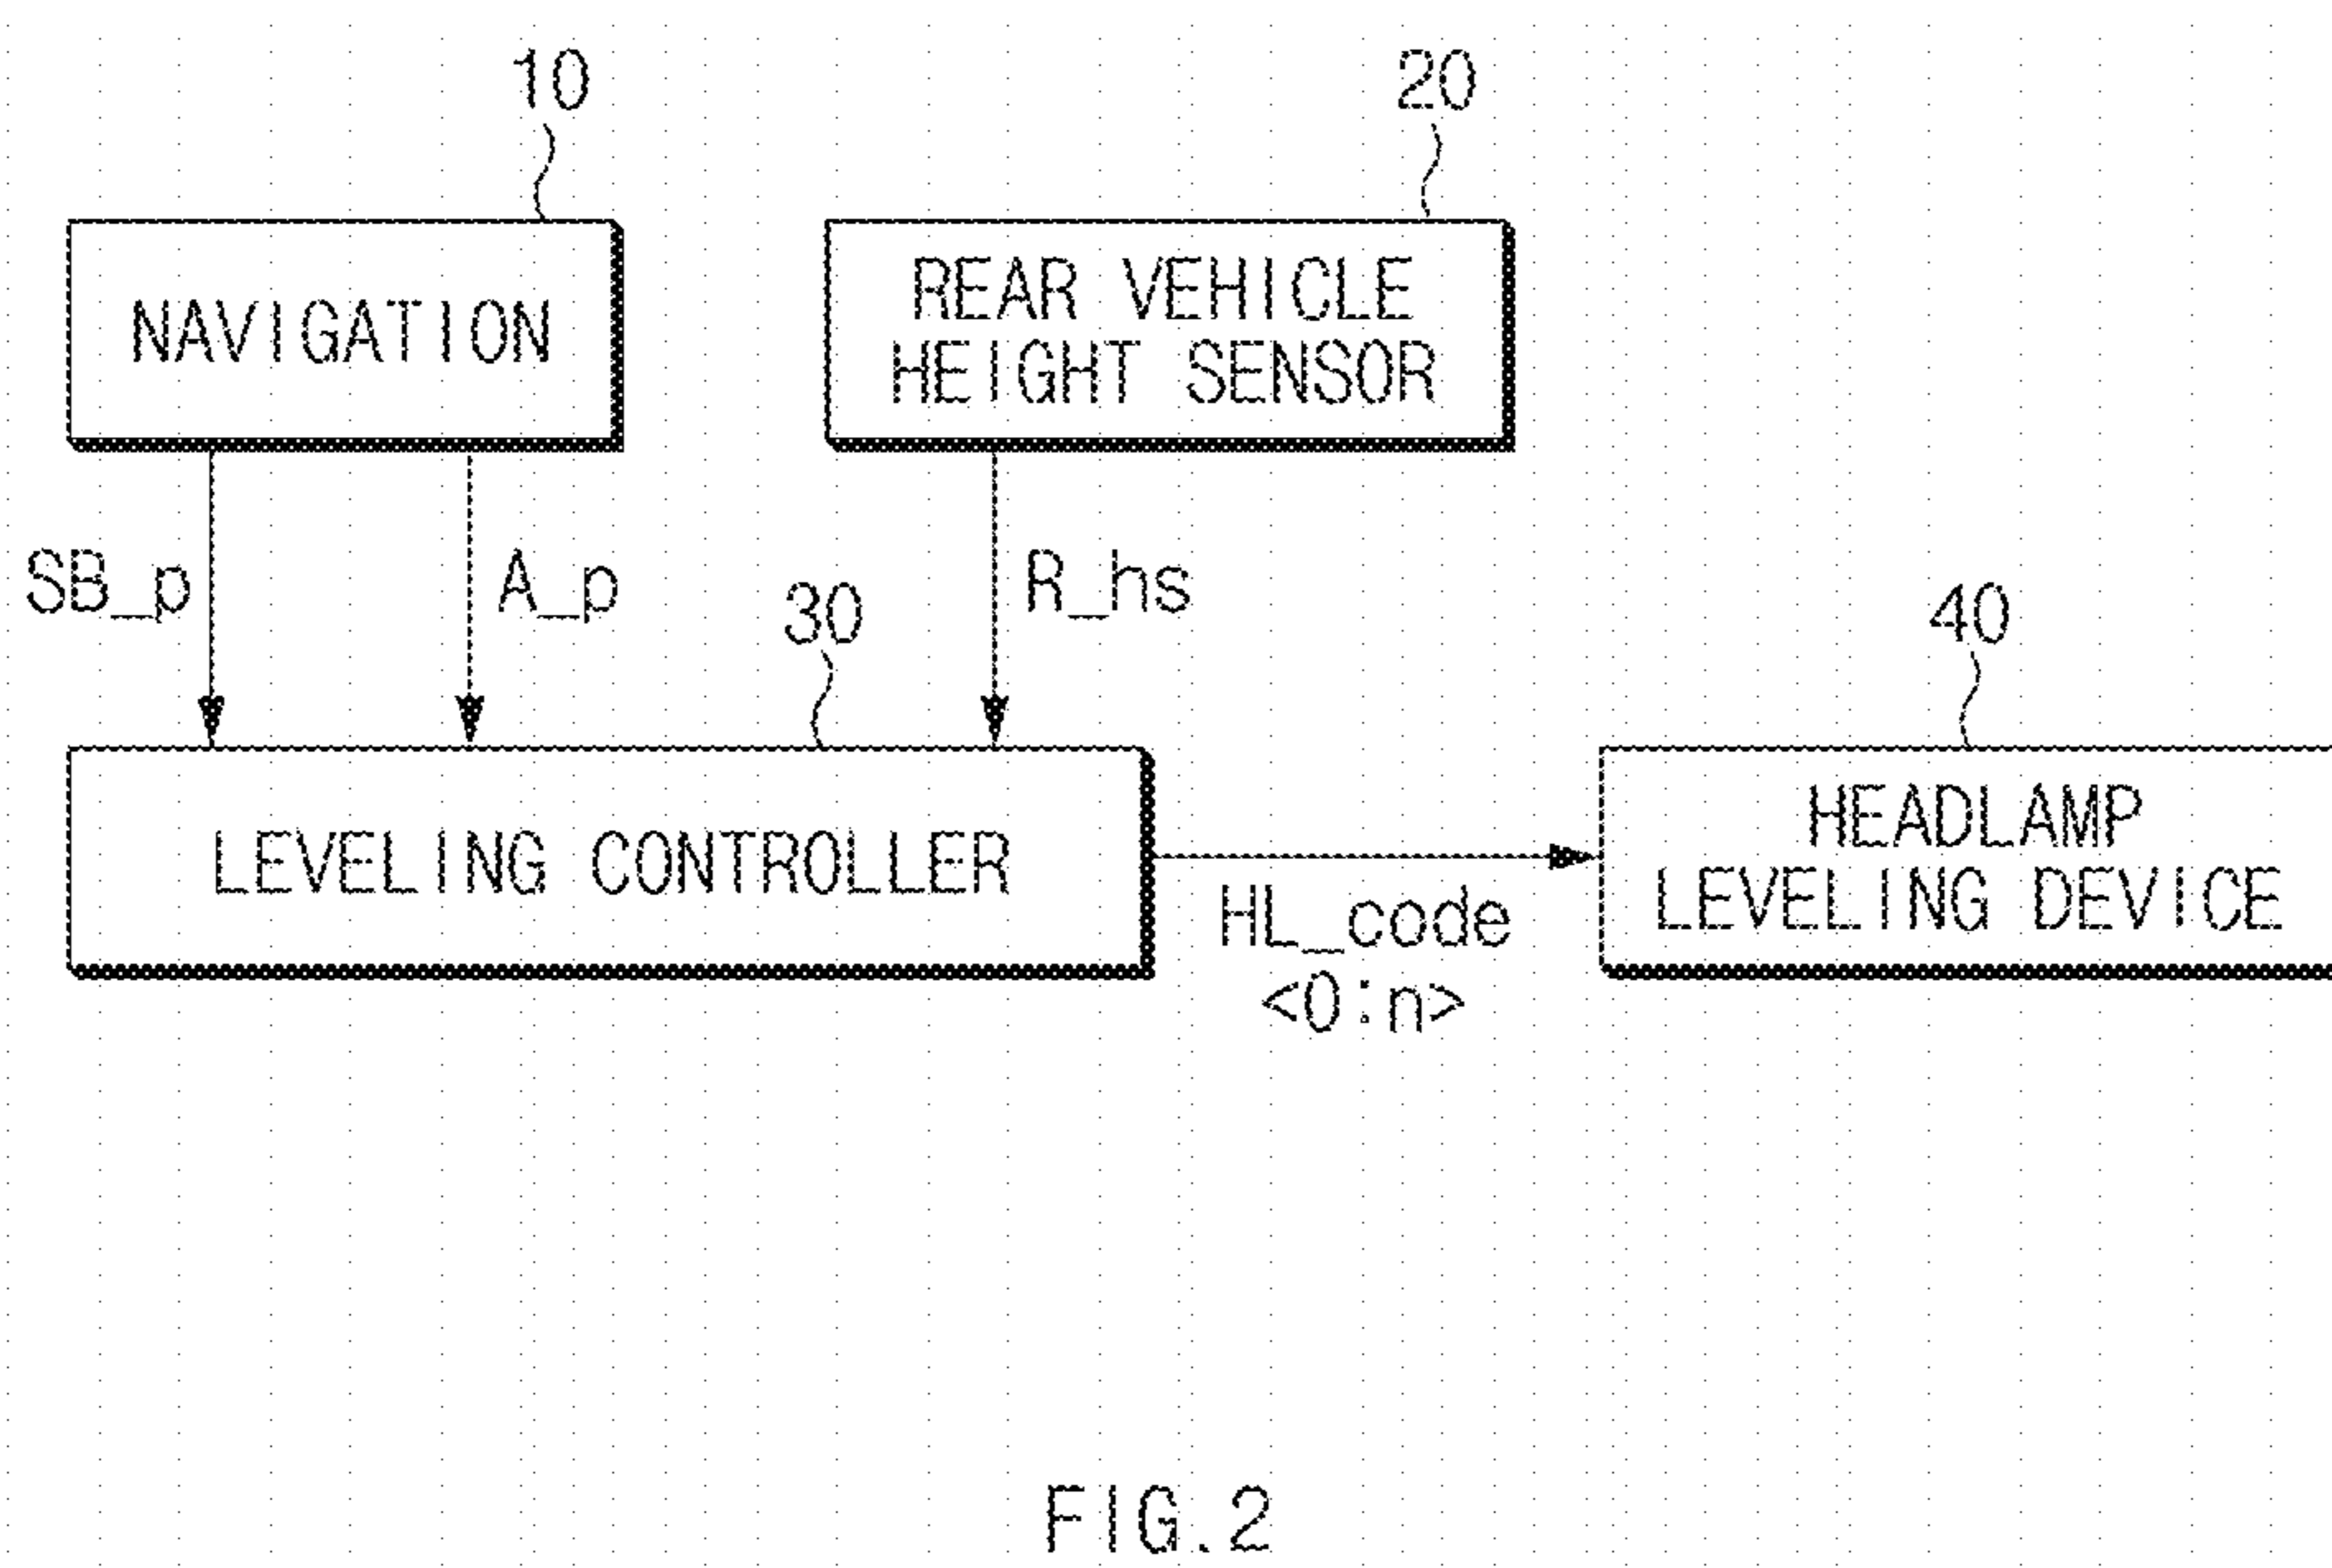 10
20
NAVIGATION
REAR VEHICLE
HEIGHT SENSOR
SB_p
A_p
R_hs
30
40
LEVELING CONTROLLER
HEADLAMP
LEVELING DEVICE
HL_code
<0:n>
FIG.2